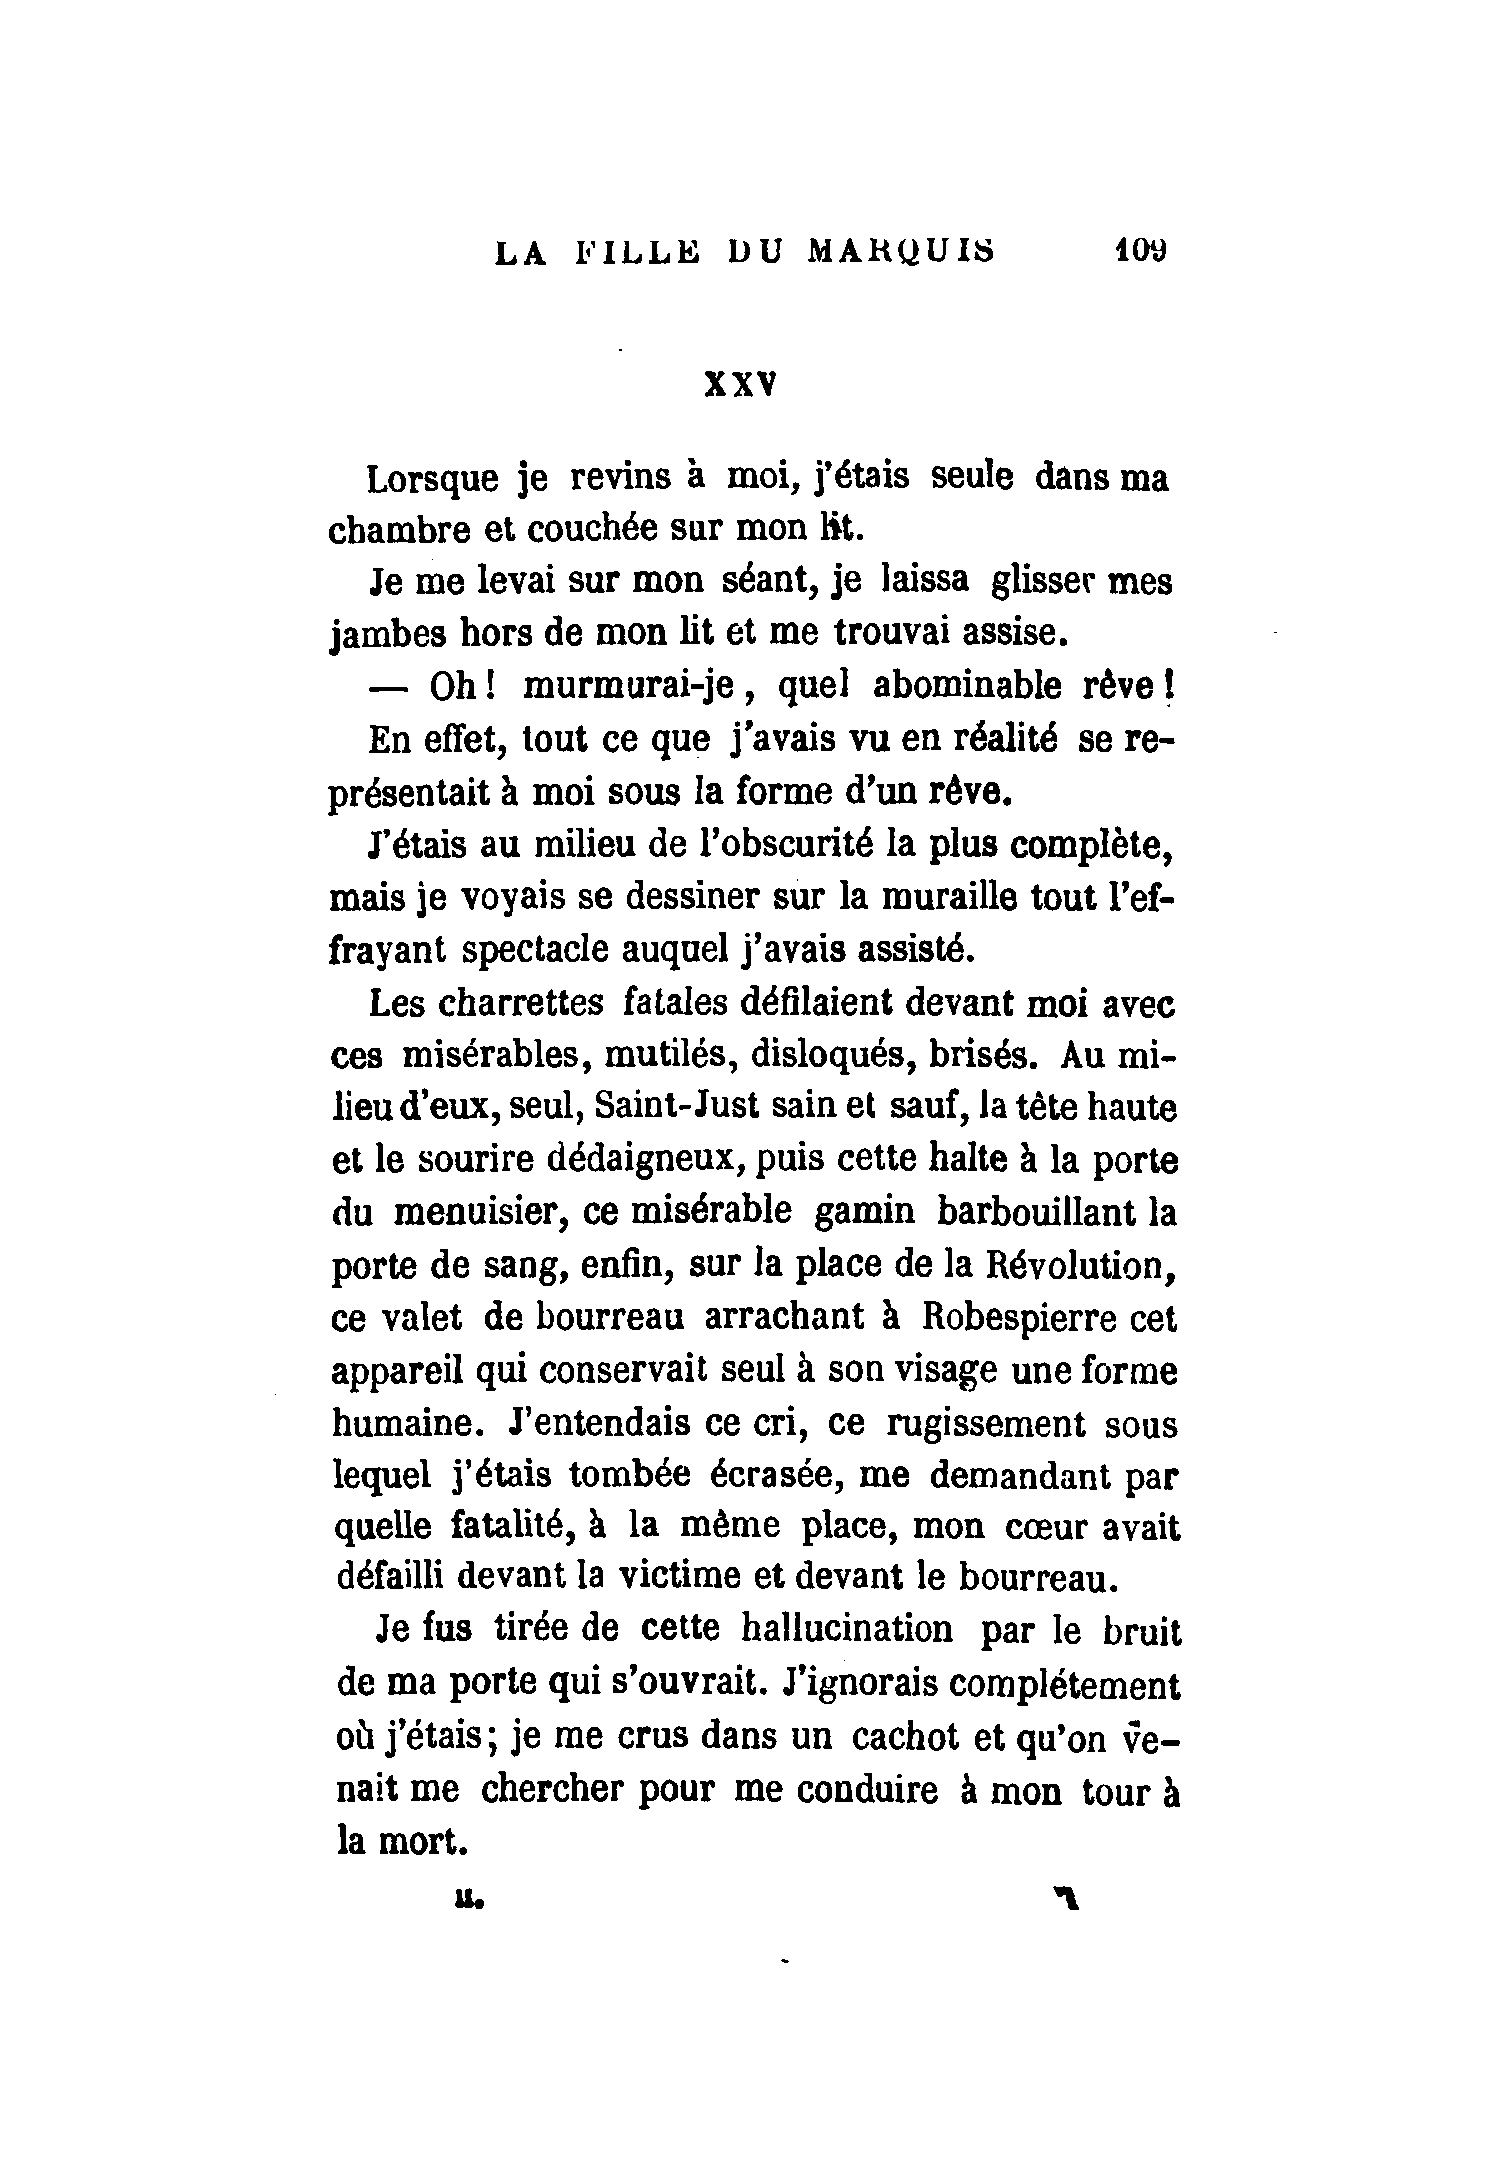 LA FILLE DU MARQUIS 109
XXV
Lorsque je revins à moi, j'étais seule dans ma
chambre et couchée sur mon lit.
Je me levai sur mon séant, je laissa glisser mes
jambes hors de mon lit et me trouvai assise.
— Oh! murmurai-je, quel abominable rêve!
En effet, tout ce que j'avais vu en réalité se re-
présentait à moi sous la forme d'un rêve.
J'étais au milieu de l'obscurité la plus complète,
mais je voyais se dessiner sur la muraille tout l'ef-
frayant spectacle auquel j'avais assisté.
Les charrettes fatales défilaient devant moi avec
ces misérables, mutilés, disloqués, brisés. Au mi-
lieu d'eux, seul, Saint-Just sain et sauf, la tête haute
et le sourire dédaigneux, puis cette halte à la porte
du menuisier, ce misérable gamin barbouillant la
porte de sang, enfin, sur la place de la Révolution,
ce valet de bourreau arrachant à Robespierre cet
appareil qui conservait seul à son visage une forme
humaine. J'entendais ce cri, ce rugissement sous
lequel j'étais tombée écrasée, me demandant par
quelle fatalité, à la même place, mon cœur avait
défailli devant la victime et devant le bourreau.
Je fus tirée de cette hallucination par le bruit
de ma porte qui s'ouvrait. J'ignorais complétement
où j'étais; je me crus dans un cachot et qu'on ve-
nait me chercher pour me conduire à mon tour à
la mort.
II. 7